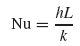 Nu = hL/k